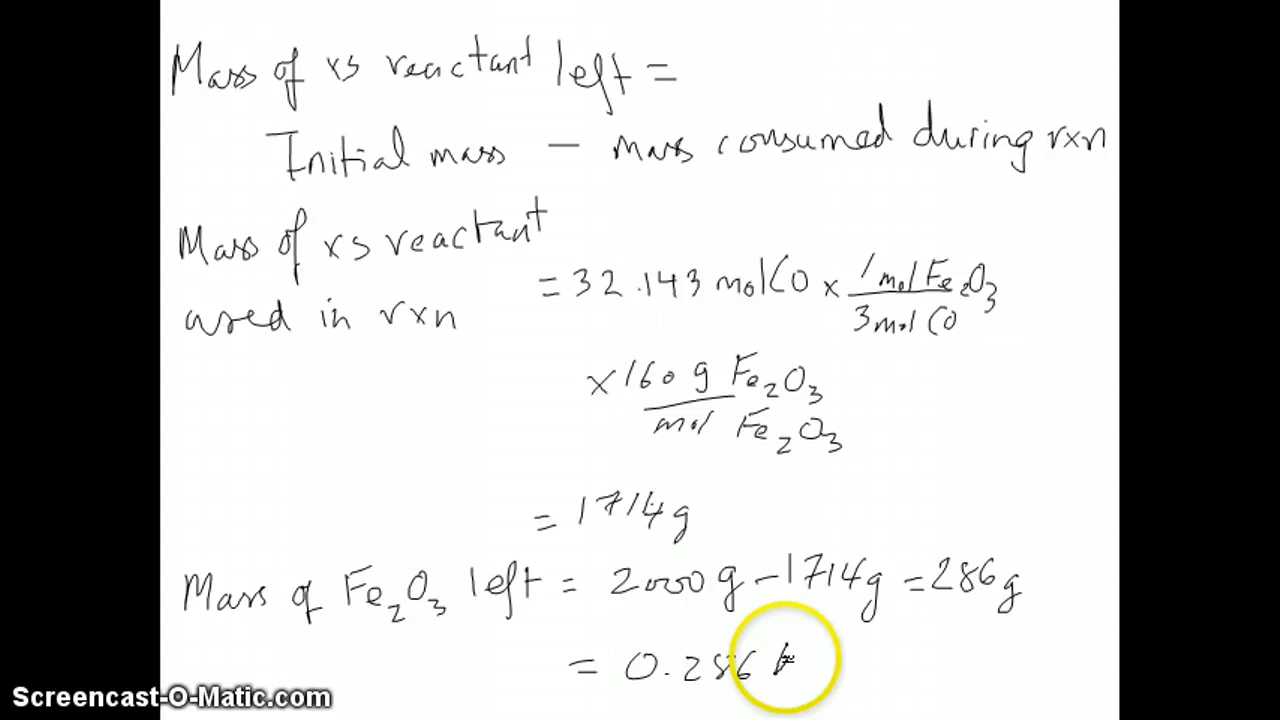 Mass of xs reactant left =
Initial mass — mass consumed during rxn
Mass of xs reactant
used in rxn
= 32.143 mol CO x 1 mol Fe2O3
3 mol CO
x 160 g Fe2O3
mol Fe2O3
= 1714 g
Mass of Fe2O3 left = 2000 g - 1714 g = 286 g
= 0.286 k
Screencast-O-Matic.com